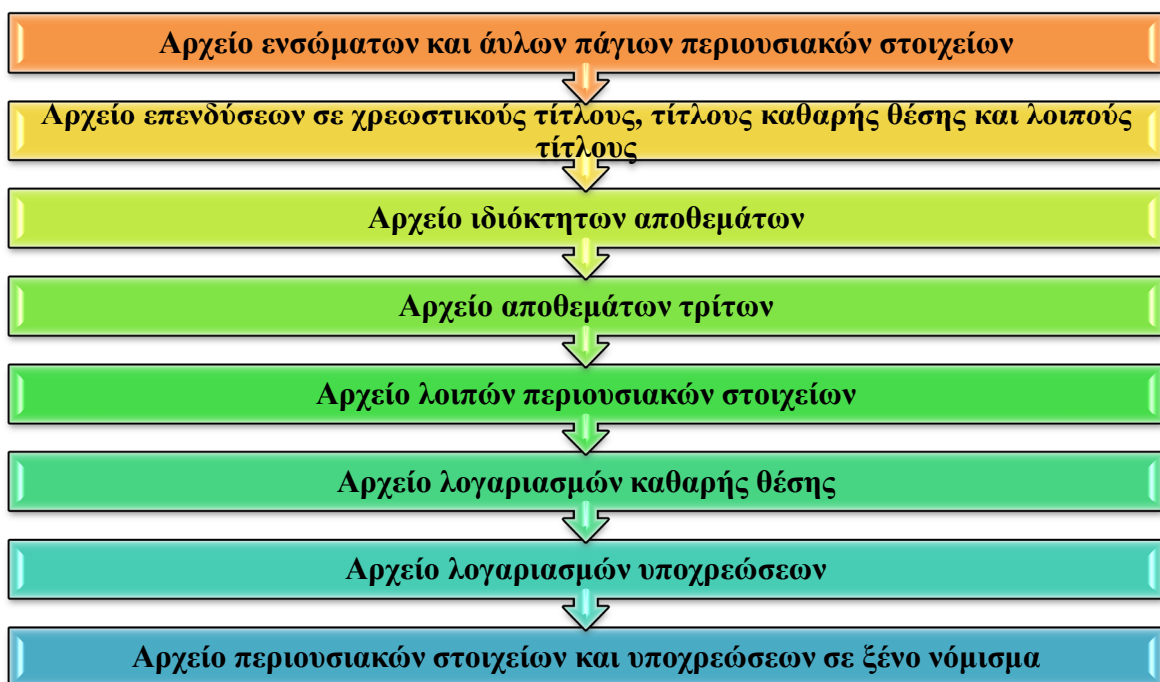 Αρχείο ενσώματων και άυλων πάγιων περιουσιακών στοιχείων
Αρχείο επενδύσεων σε χρεωστικούς τίτλους, τίτλους καθαρής θέσης και λοιπούς
τίτλους
Αρχείο ιδιόκτητων αποθεμάτων
Αρχείο αποθεμάτων τρίτων
Αρχείο λοιπών περιουσιακών στοιχείων
Αρχείο λογαριασμών καθαρής θέσης
Αρχείο λογαριασμών υποχρεώσεων
Αρχείο περιουσιακών στοιχείων και υποχρεώσεων σε ξένο νόμισμα